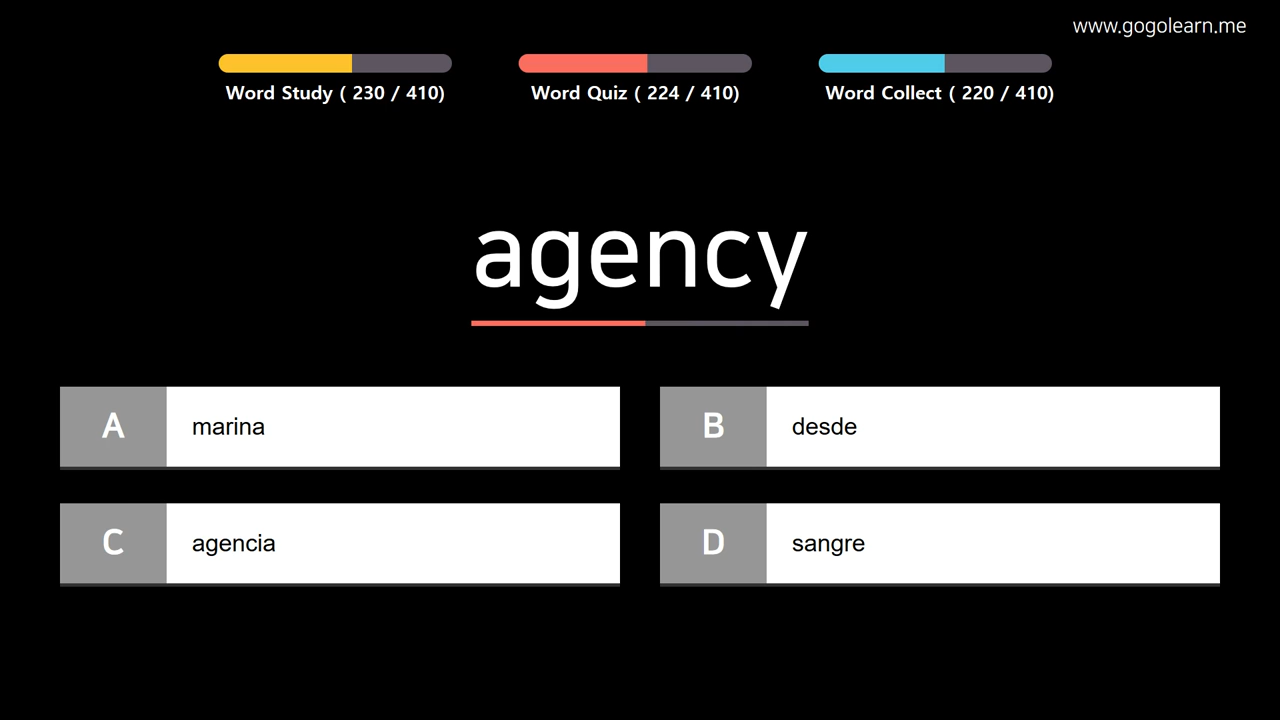 www.gogolearn.me
Word Study ( 230 / 410)
Word Quiz ( 224 / 410)
Word Collect ( 220 / 410)
agency
A marina
B desde
C agencia
D sangre